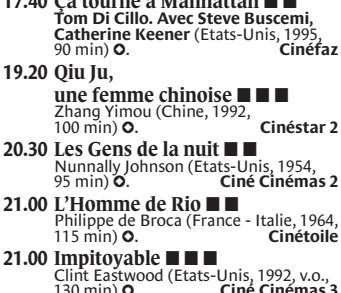 17.40 Ça tourne à Manhattan ■ ■
Tom Di Cillo. Avec Steve Buscemi,
Catherine Keener (Etats-Unis, 1995,
90 min) ✪. Cinéfaz
19.20 Qiu Ju,
une femme chinoise ■ ■ ■
Zhang Yimou (Chine, 1992,
100 min) ✪. Cinéstar 2
20.30 Les Gens de la nuit ■ ■
Nunnally Johnson (Etats-Unis, 1954,
95 min) ✪. Ciné Cinémas 2
21.00 L'Homme de Rio ■ ■
Philippe de Broca (France - Italie, 1964,
115 min) ✪. Cinétoile
21.00 Impitoyable ■ ■ ■
Clint Eastwood (Etats-Unis, 1992, v.o.,
130 min) ✪. Ciné Cinémas 3